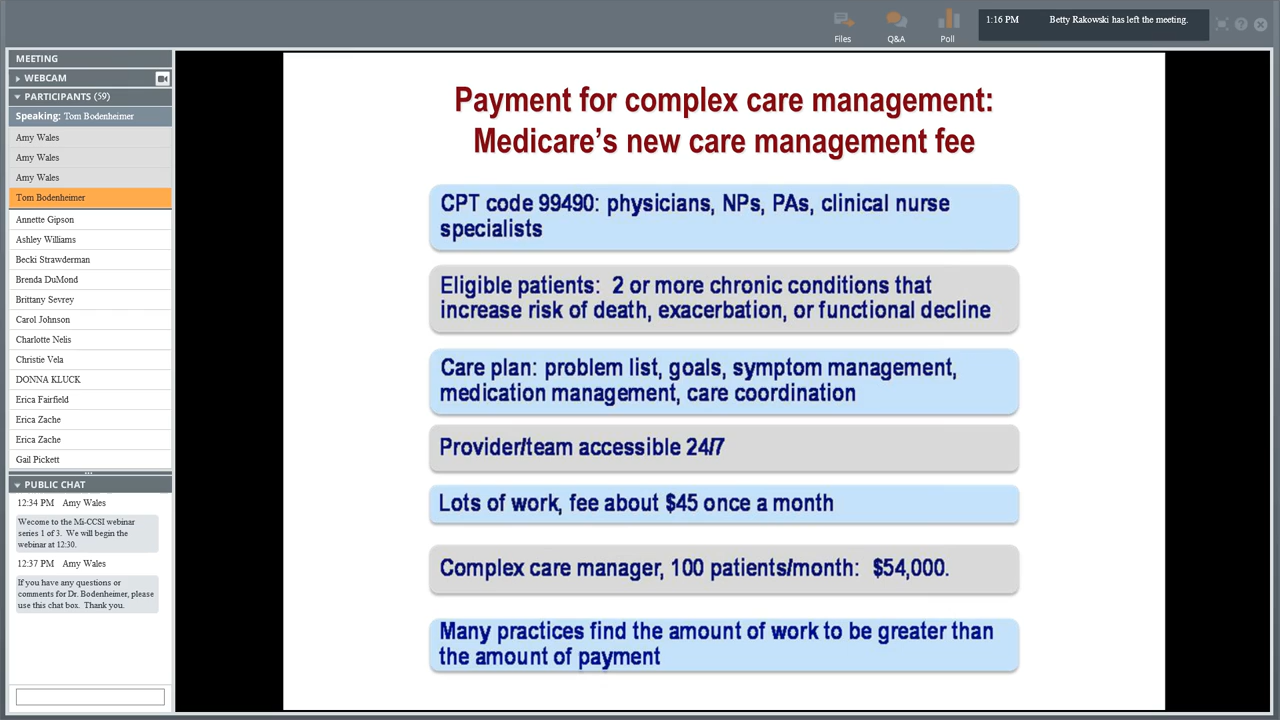 Files
Q&A
Poll
1:16 PM Betty Rakowski has left the meeting.
MEETING
WEBCAM
PARTICIPANTS (59)
Speaking: Tom Bodenheimer
Amy Wales
Amy Wales
Amy Wales
Tom Bodenheimer
Annette Gipson
Ashley Williams
Becki Strawderman
Brenda DuMond
Brittany Sevrey
Carol Johnson
Charlotte Nelis
Christie Vela
DONNA KLUCK
Erica Fairfield
Erica Zache
Erica Zache
Gail Pickett
PUBLIC CHAT
12:34 PM Amy Wales
Wecome to the Mi-CCSI webinar
series 1 of 3. We will begin the
webinar at 12:30.
12:37 PM Amy Wales
If you have any questions or
comments for Dr. Bodenheimer, please
use this chat box. Thank you.
Payment for complex care management:
Medicare's new care management fee
CPT code 99490: physicians, NPs, PAs, clinical nurse
specialists
Eligible patients: 2 or more chronic conditions that
increase risk of death, exacerbation, or functional decline
Care plan: problem list, goals, symptom management,
medication management, care coordination
Provider/team accessible 24/7
Lots of work, fee about $45 once a month
Complex care manager, 100 patients/month: $54,000.
Many practices find the amount of work to be greater than
the amount of payment